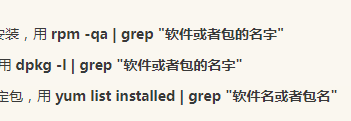 安装，用 rpm -qa | grep "软件或者包的名字"
用 dpkg -l | grep "软件或者包的名字"
定包，用 yum list installed | grep "软件名或者包名"